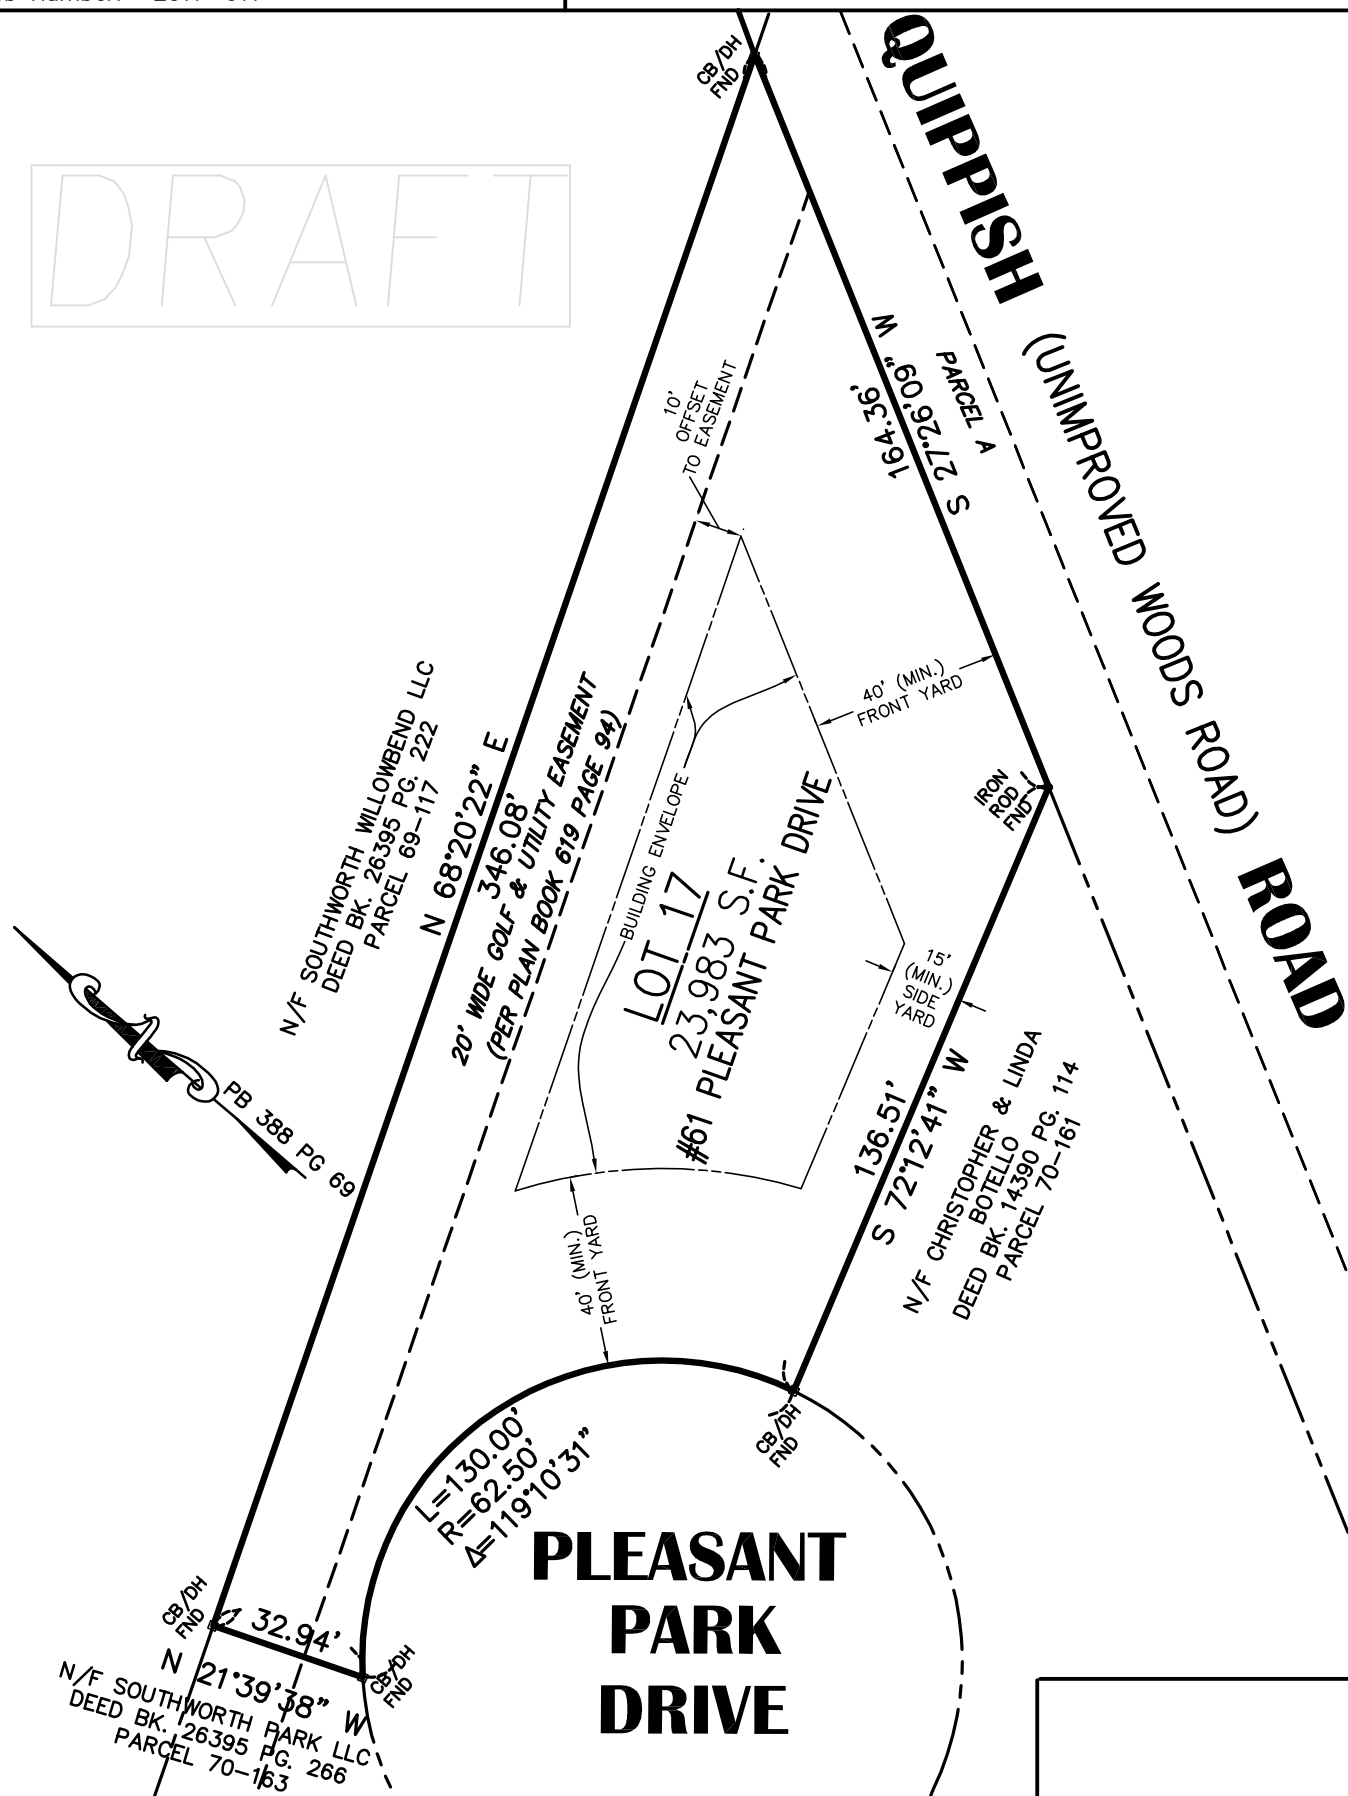 CB/DH
FND
QUIPPISH
(UNIMPROVED WOODS ROAD)
ROAD
DRAFT
PARCEL A
S 27°26'09" W
164.36'
10'
OFFSET
TO EASEMENT
40' (MIN.)
FRONT YARD
N/F SOUTHWORTH WILLOWBEND LLC
DEED BK. 26395 PG. 222
PARCEL 69-117
N 68°20'22" E
346.08'
20' WIDE GOLF & UTILITY EASEMENT
(PER PLAN BOOK 619 PAGE 94)
BUILDING ENVELOPE
LOT 17
23,983 S.F.
#61 PLEASANT PARK DRIVE
IRON
ROD
FND
15'
(MIN.)
SIDE
YARD
136.51'
S 72°12'41" W
N/F CHRISTOPHER & LINDA
BOTELLO
DEED BK. 14390 PG. 114
PARCEL 70-161
PB 388 PG 69
40' (MIN.)
FRONT YARD
CB/DH
FND
L=130.00'
R=62.50'
Δ=119°10'31"
PLEASANT
PARK
DRIVE
CB/DH
FND
32.94'
N 21°39'38" W
CB/DH
FND
N/F SOUTHWORTH PARK LLC
DEED BK. 26395 PG. 266
PARCEL 70-163